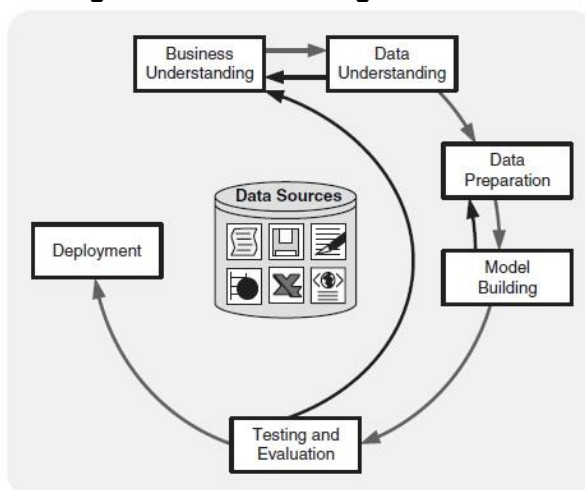 Business
Understanding
Data
Understanding
Data
Preparation
Data Sources
Deployment
Model
Building
Testing and
Evaluation